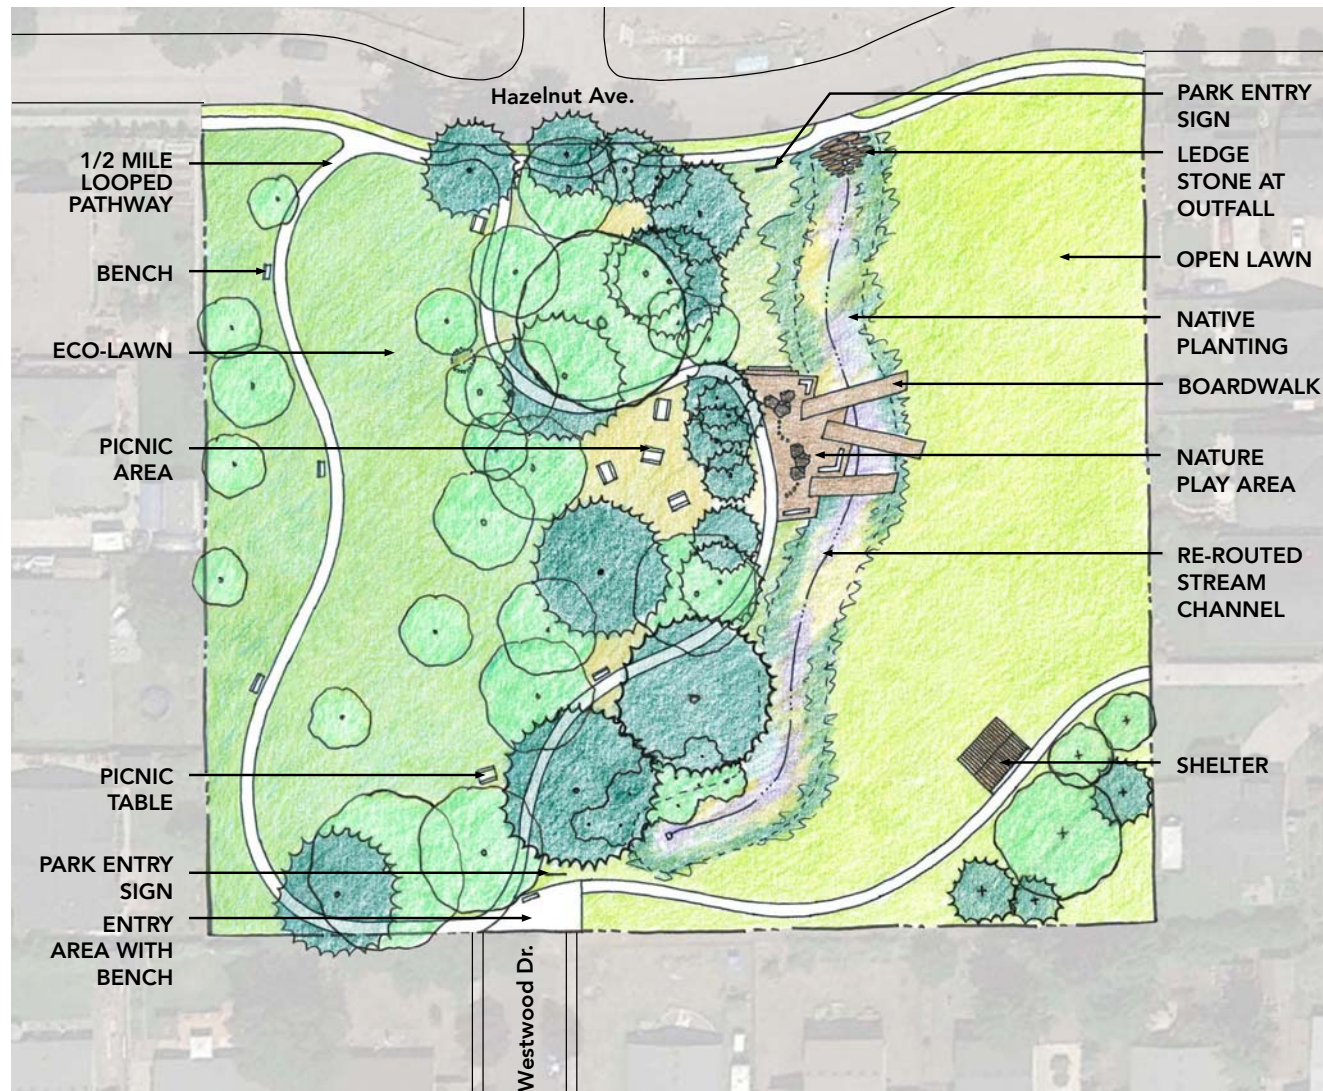 Hazelnut Ave.
1/2 MILE
LOOPED
PATHWAY
BENCH
ECO-LAWN
PICNIC
AREA
PICNIC
TABLE
PARK ENTRY
SIGN
ENTRY
AREA WITH
BENCH
PARK ENTRY
SIGN
LEDGE
STONE AT
OUTFALL
OPEN LAWN
NATIVE
PLANTING
BOARDWALK
NATURE
PLAY AREA
RE-ROUTED
STREAM
CHANNEL
SHELTER
Westwood Dr.